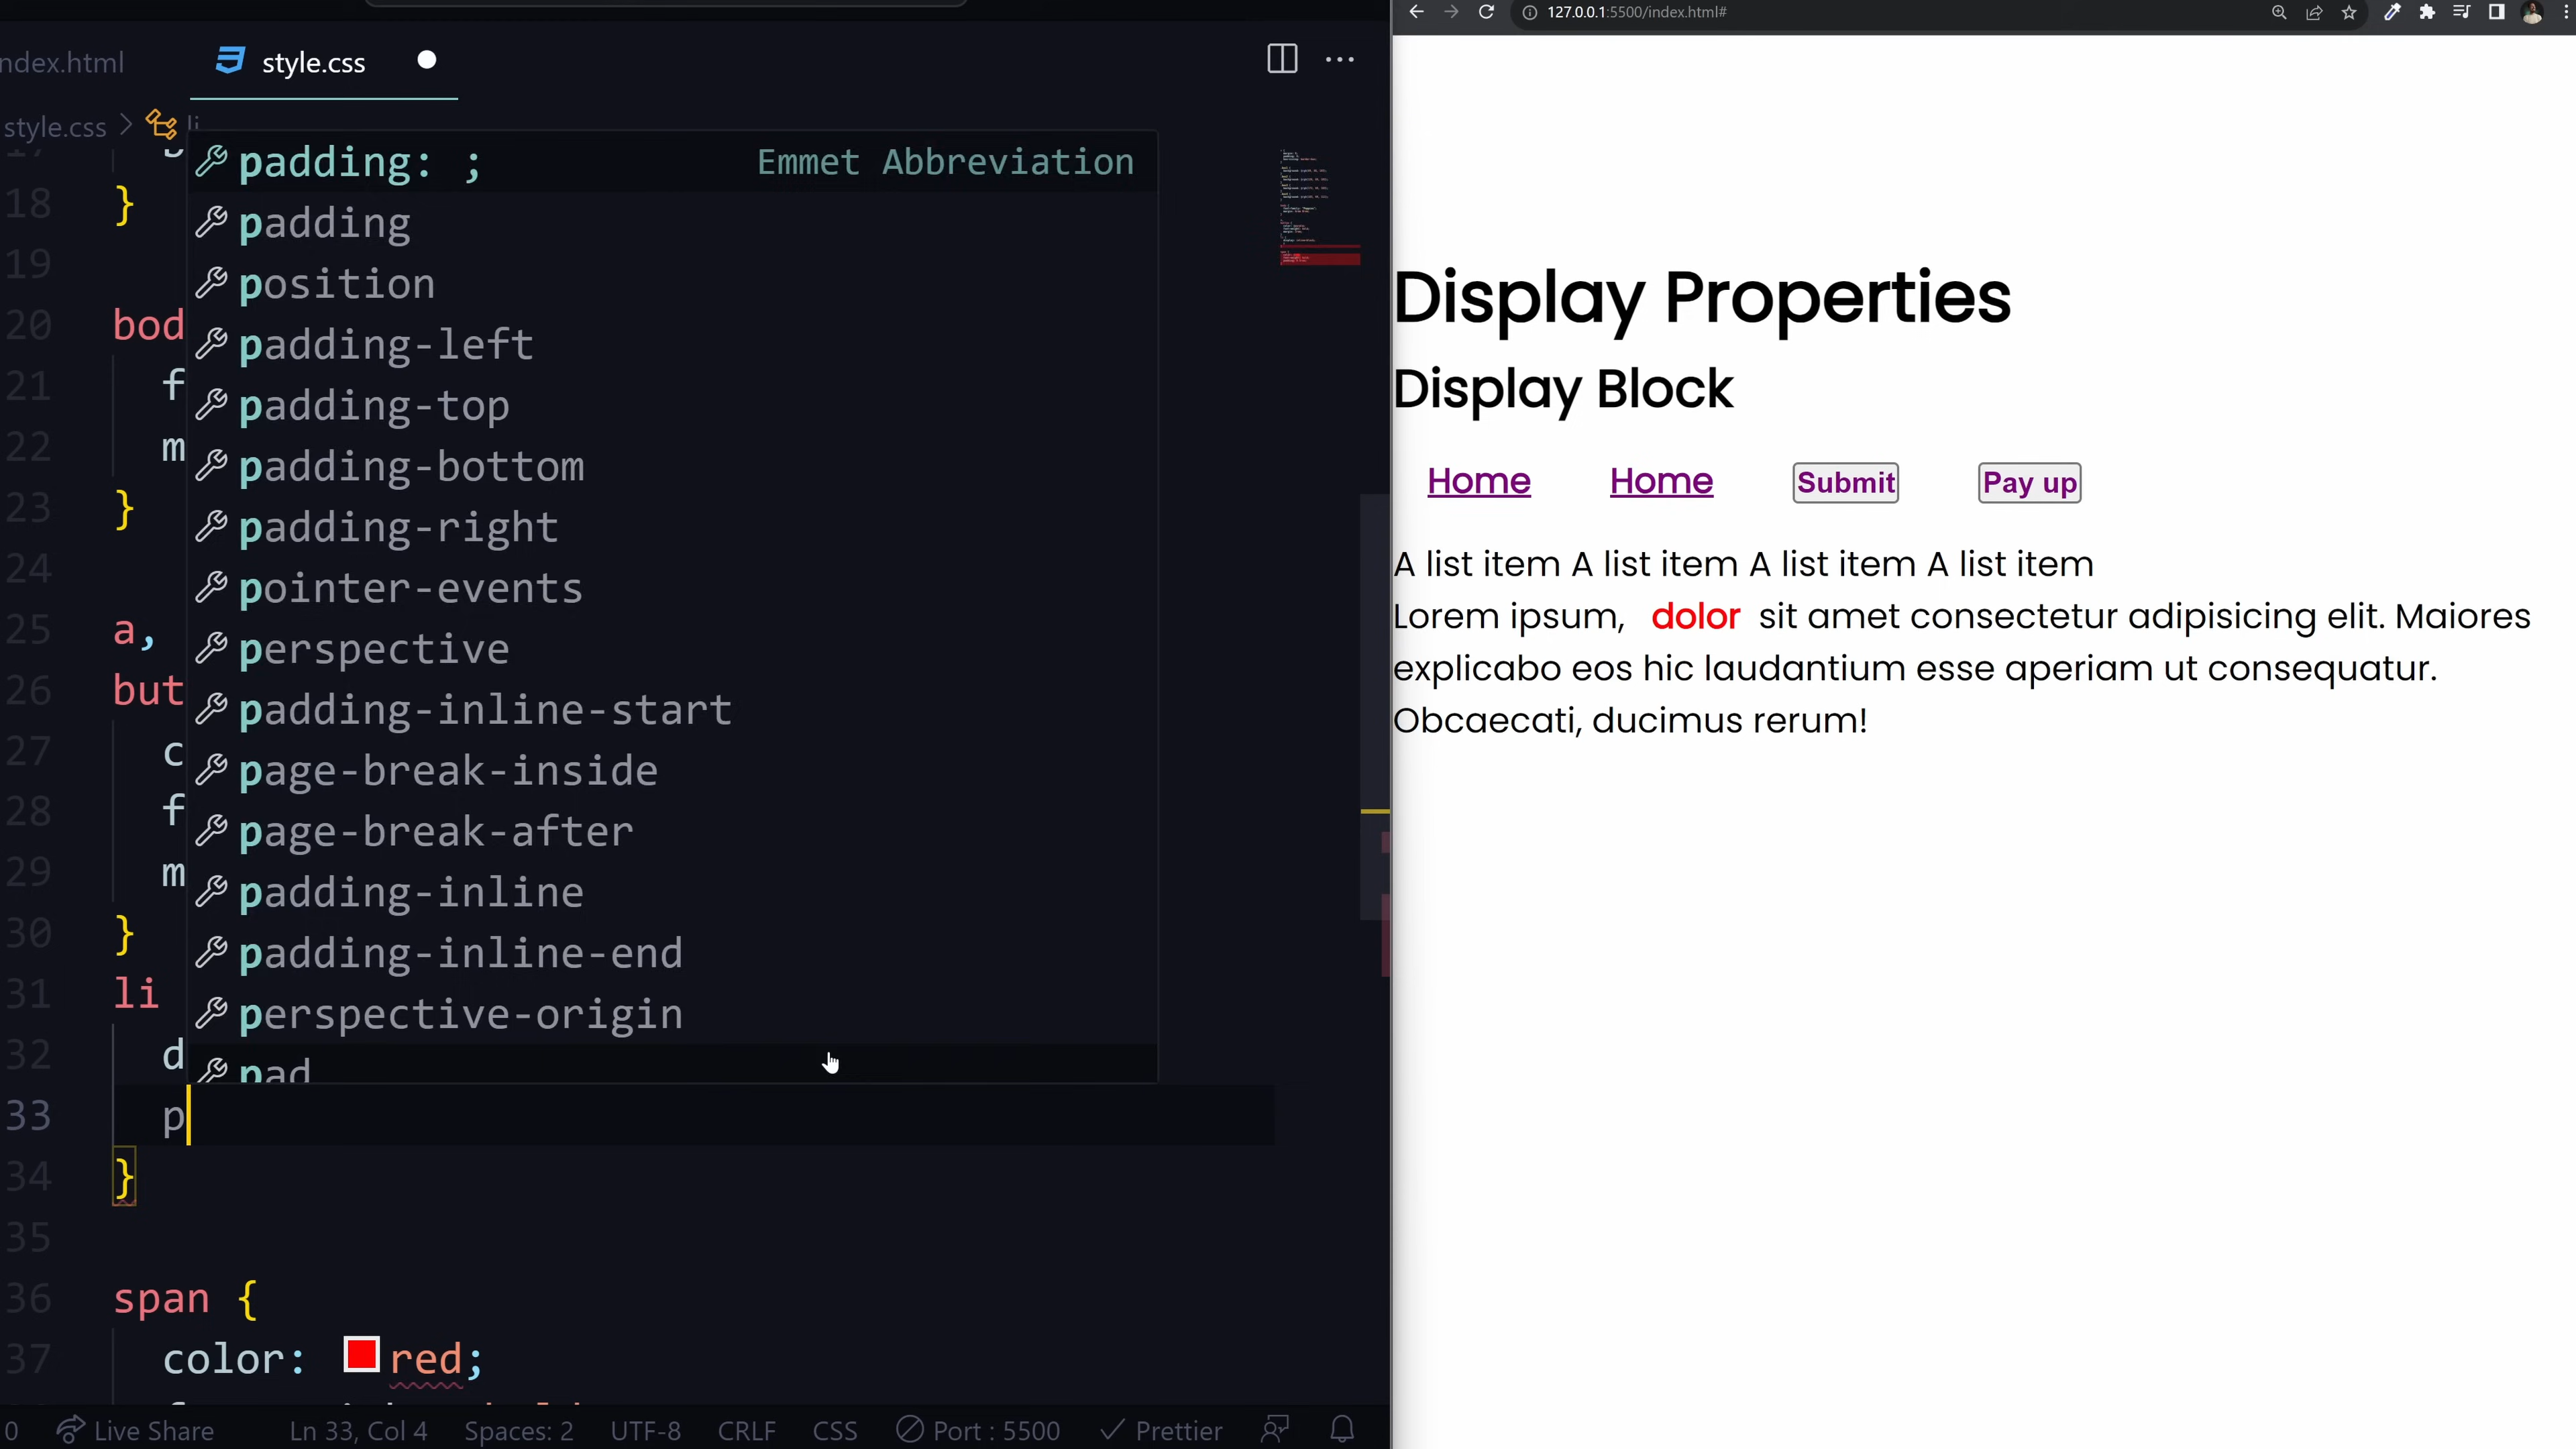 ndex.html
style.css
style.css > li
17
18 }
19
20 bod
21 f
22 m
23 }
24
25 a,
26 but
27 c
28 f
29 m
30 }
31 li
32 d
33 p
34 }
35
36 span {
37 color: red;
padding: ; Emmet Abbreviation
padding
position
padding-left
padding-top
padding-bottom
padding-right
pointer-events
perspective
padding-inline-start
page-break-inside
page-break-after
padding-inline
padding-inline-end
perspective-origin
pad
0 Live Share Ln 33, Col 4 Spaces: 2 UTF-8 CRLF CSS Port : 5500 Prettier
127.0.0.1:5500/index.html#
Display Properties
Display Block
Home Home Submit Pay up
A list item A list item A list item A list item
Lorem ipsum, dolor sit amet consectetur adipisicing elit. Maiores
explicabo eos hic laudantium esse aperiam ut consequatur.
Obcaecati, ducimus rerum!